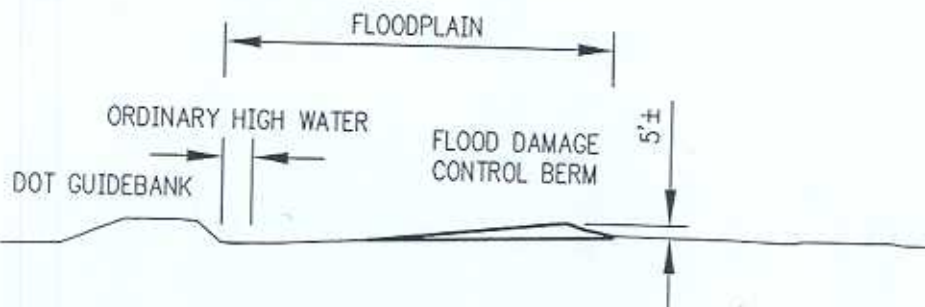 FLOODPLAIN
ORDINARY HIGH WATER
FLOOD DAMAGE
CONTROL BERM
5'±
DOT GUIDEBANK